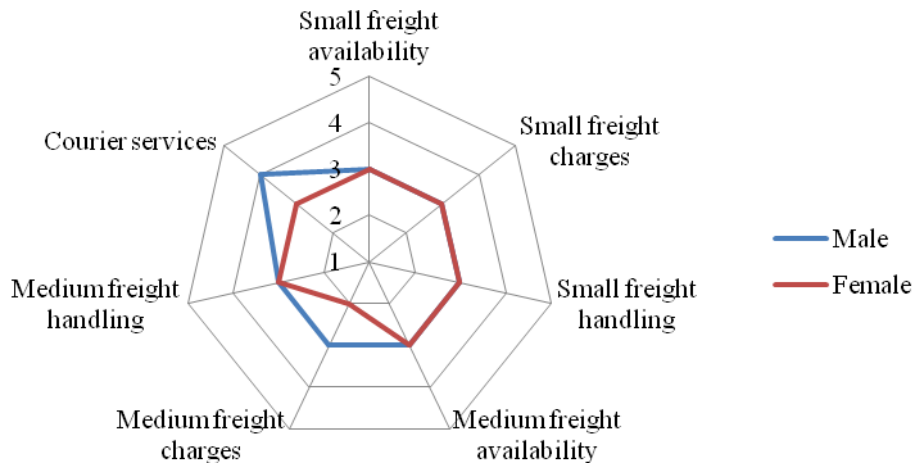 Small freight
availability
5
4
3
2
1
Courier services
Small freight
charges
Small freight
handling
Medium freight
availability
Medium freight
charges
Medium freight
handling
Male
Female